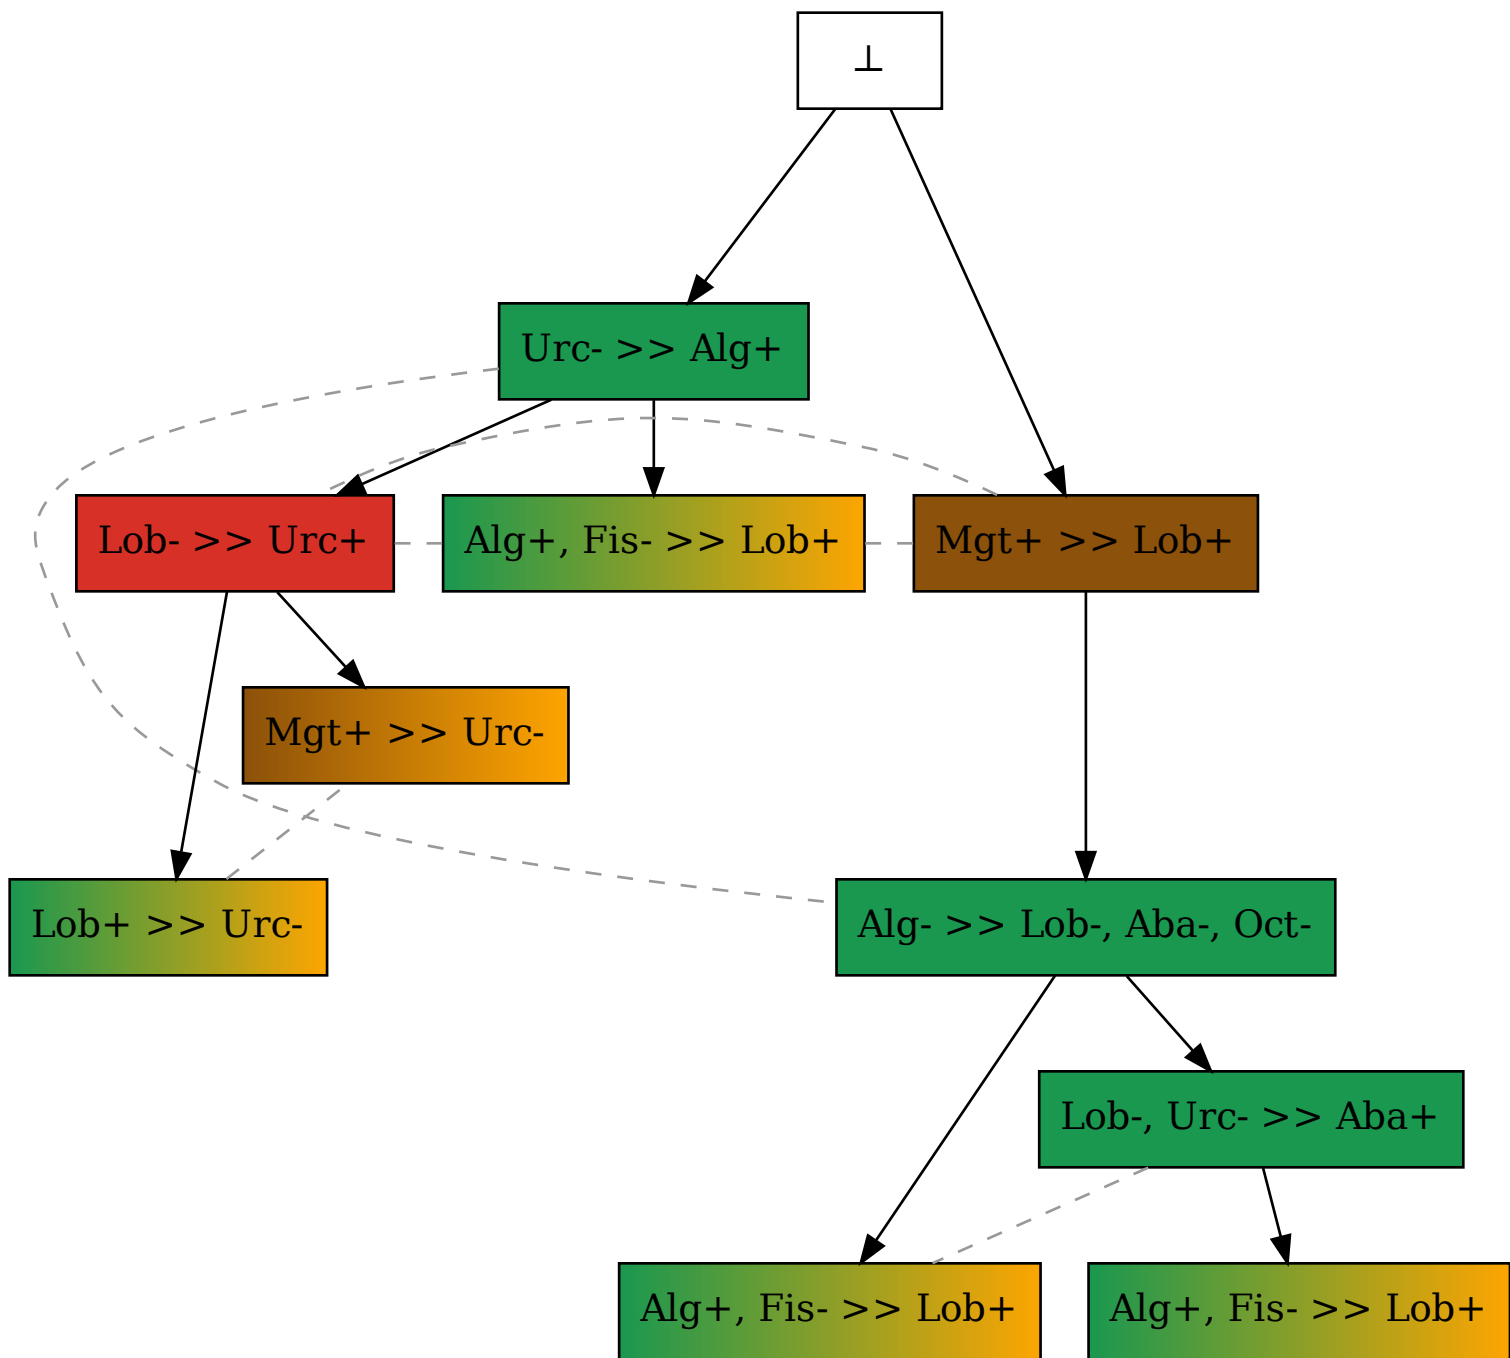 ⊥
Urc- >> Alg+
Lob- >> Urc+
Alg+, Fis- >> Lob+
Mgt+ >> Lob+
Mgt+ >> Urc-
Lob+ >> Urc-
Alg- >> Lob-, Aba-, Oct-
Lob-, Urc- >> Aba+
Alg+, Fis- >> Lob+
Alg+, Fis- >> Lob+